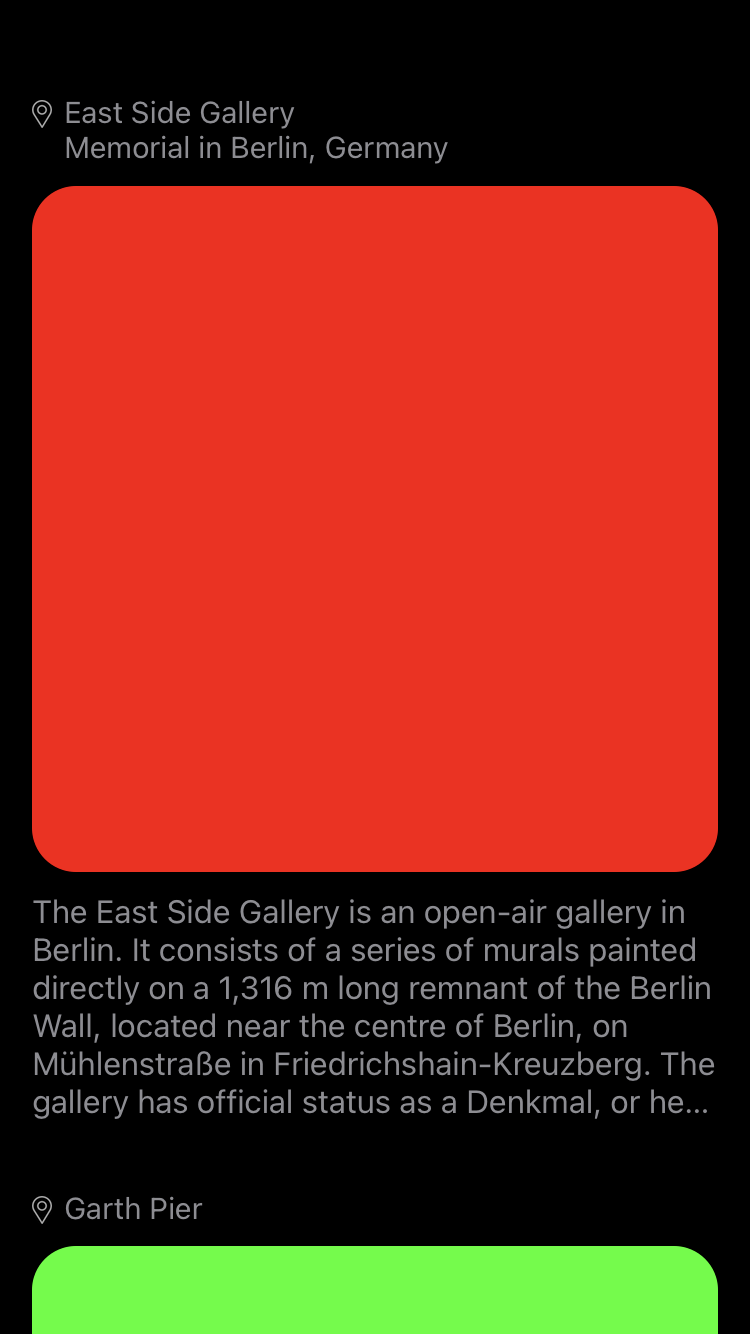 East Side Gallery
Memorial in Berlin, Germany
The East Side Gallery is an open-air gallery in
Berlin. It consists of a series of murals painted
directly on a 1,316 m long remnant of the Berlin
Wall, located near the centre of Berlin, on
Mühlenstraße in Friedrichshain-Kreuzberg. The
gallery has official status as a Denkmal, or he...
Garth Pier